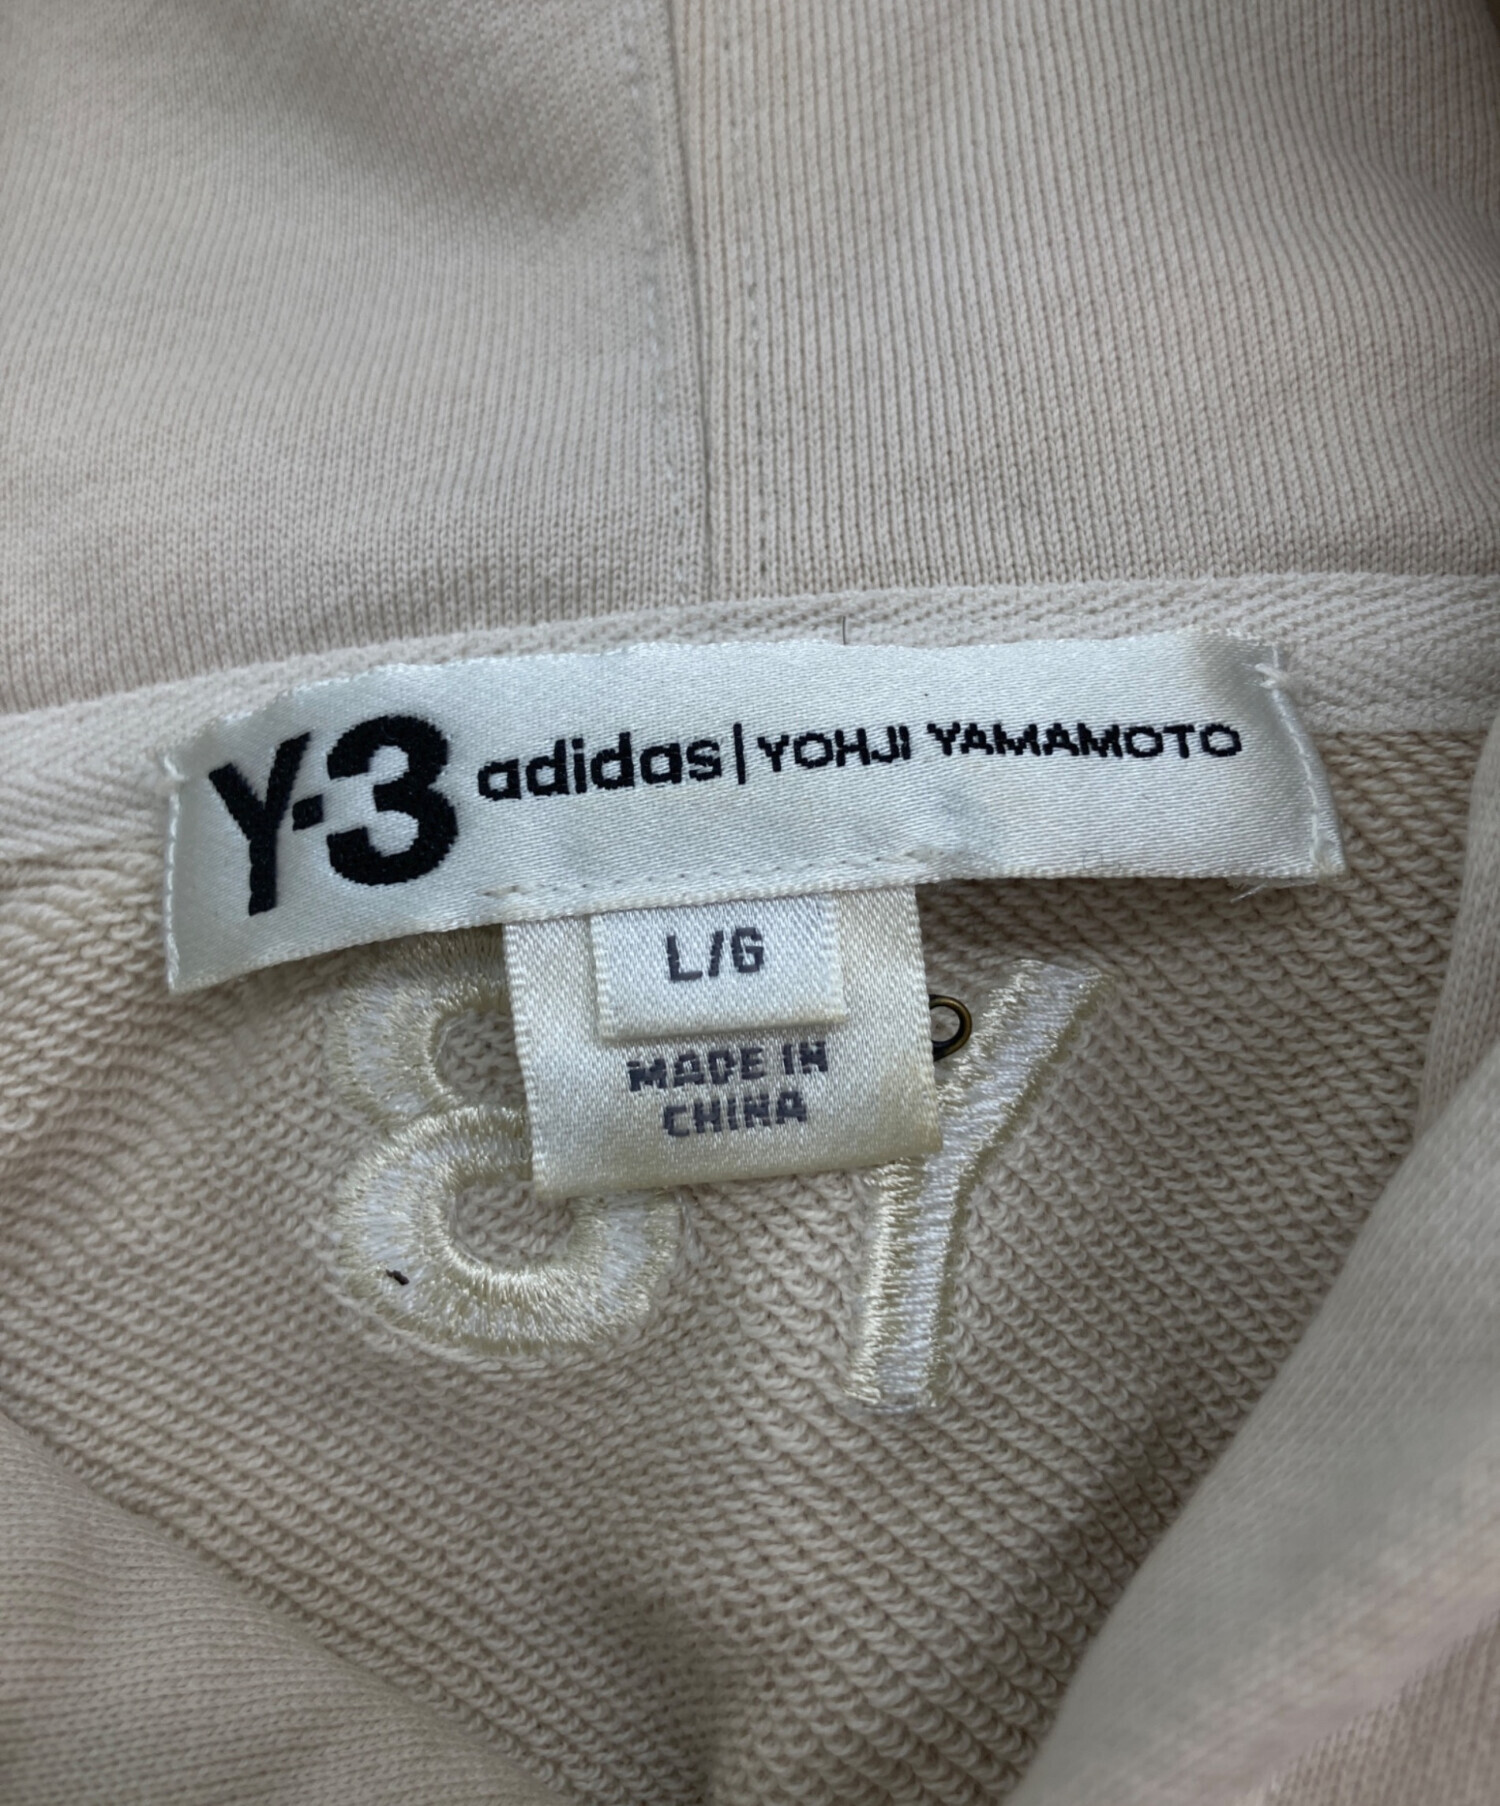 Y-3 adidas | YOHJI YAMAMOTO
L/G
MADE IN
CHINA